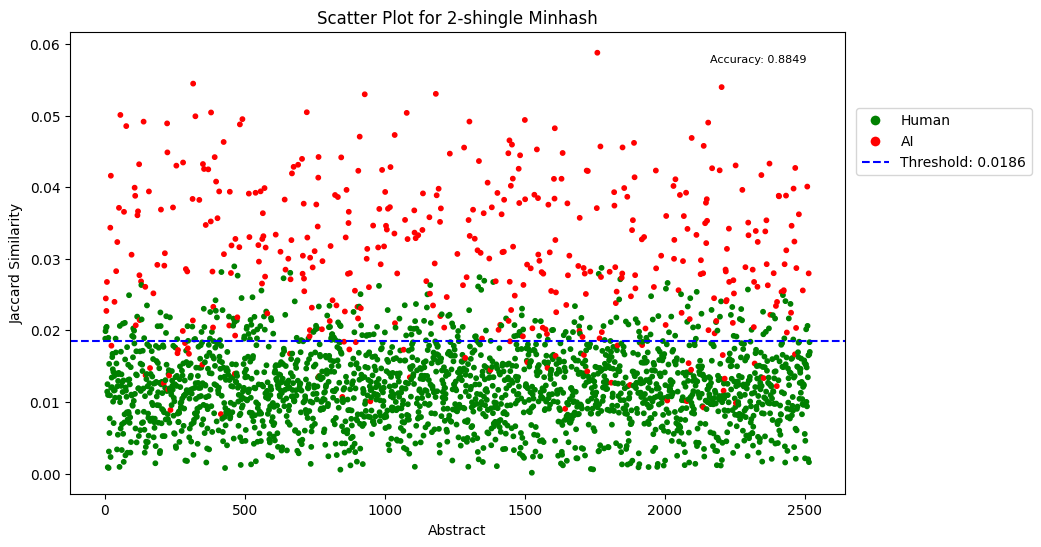 Scatter Plot for 2-shingle Minhash
0.06
Accuracy: 0.8849
0.05
Human
AI
Threshold: 0.0186
0.04
0.03
0.02
0.01
0.00
Jaccard Similarity
0 500 1000 1500 2000 2500
Abstract